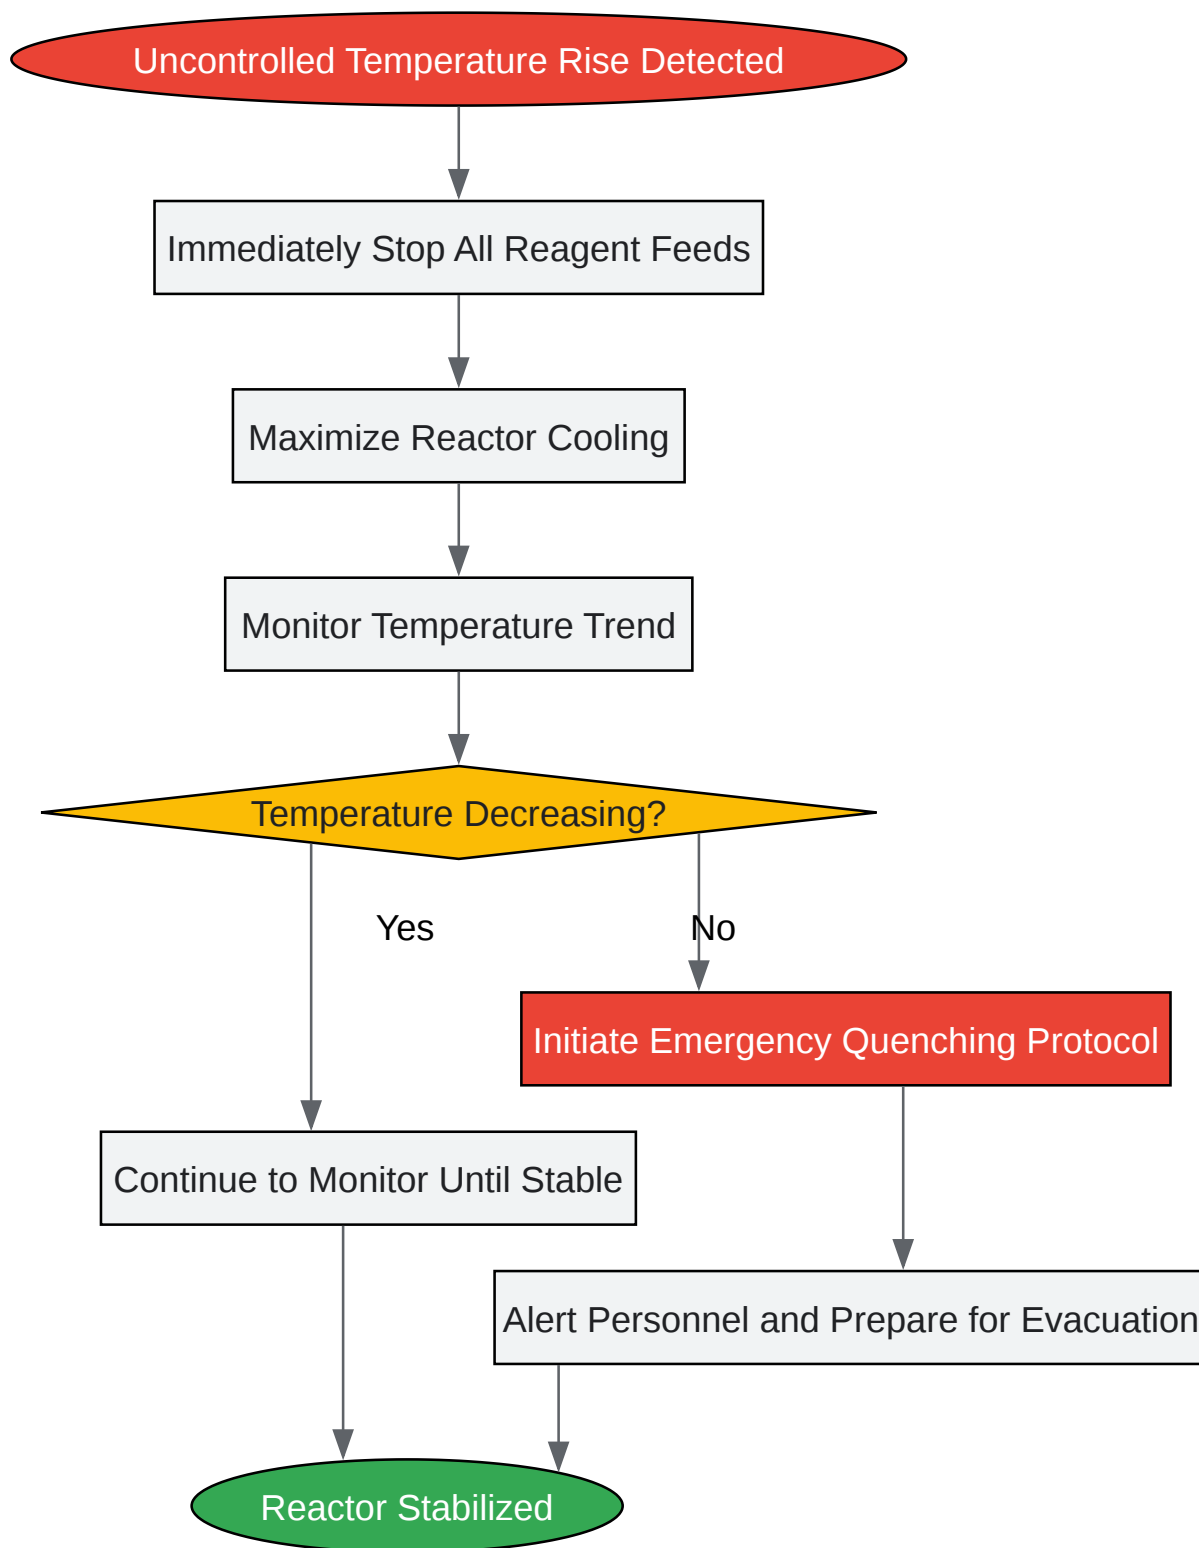 Uncontrolled Temperature Rise Detected
Immediately Stop All Reagent Feeds
Maximize Reactor Cooling
Monitor Temperature Trend
Temperature Decreasing?
Yes
No
Initiate Emergency Quenching Protocol
Continue to Monitor Until Stable
Alert Personnel and Prepare for Evacuation
Reactor Stabilized